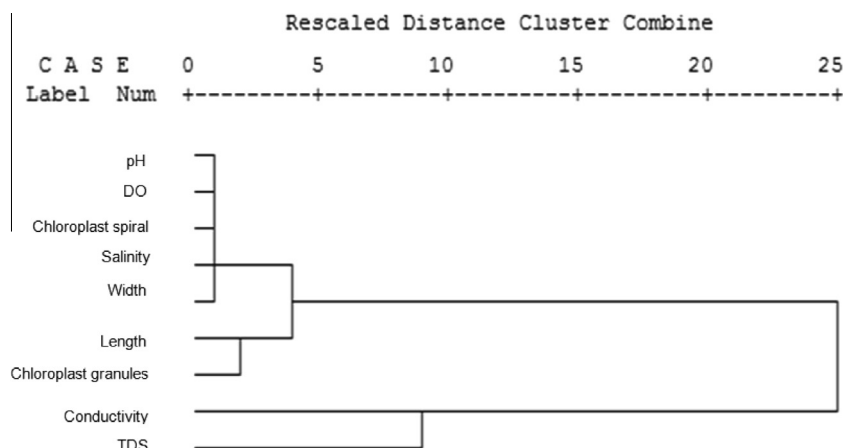 Rescaled Distance Cluster Combine
C A S E 0 5 10 15 20 25
Label Num +---------+---------+---------+---------+---------+
pH
DO
Chloroplast spiral
Salinity
Width
Length
Chloroplast granules
Conductivity
TDS